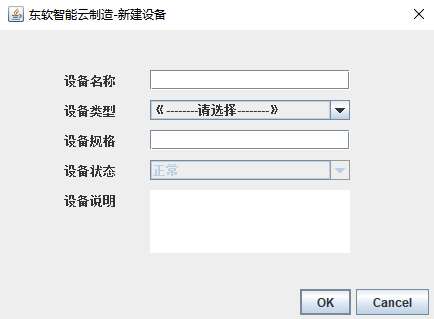 东软智能云制造-新建设备
设备名称
设备类型 《--------请选择--------》
设备规格
设备状态 正常
设备说明
OK Cancel